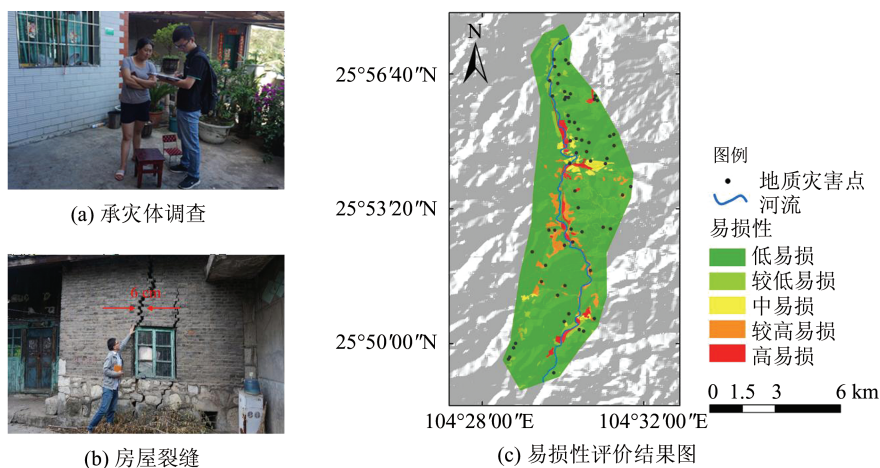 (a) 承灾体调查
6 cm
(b) 房屋裂缝
N
25°56′40″N
25°53′20″N
25°50′00″N
104°28′00″E
104°32′00″E
图例
地质灾害点
河流
易损性
低易损
较低易损
中易损
较高易损
高易损
0 1.5 3 6 km
(c) 易损性评价结果图